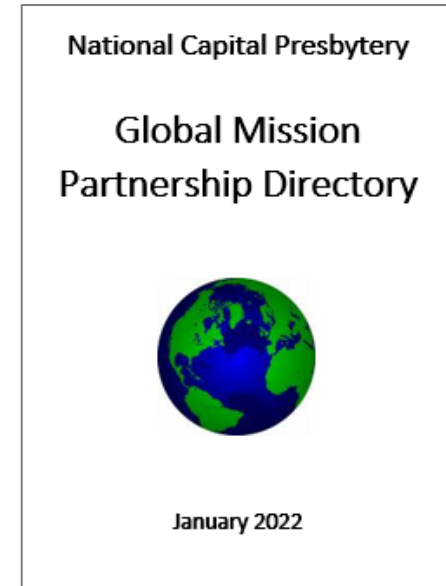 National Capital Presbytery
Global Mission
Partnership Directory
January 2022